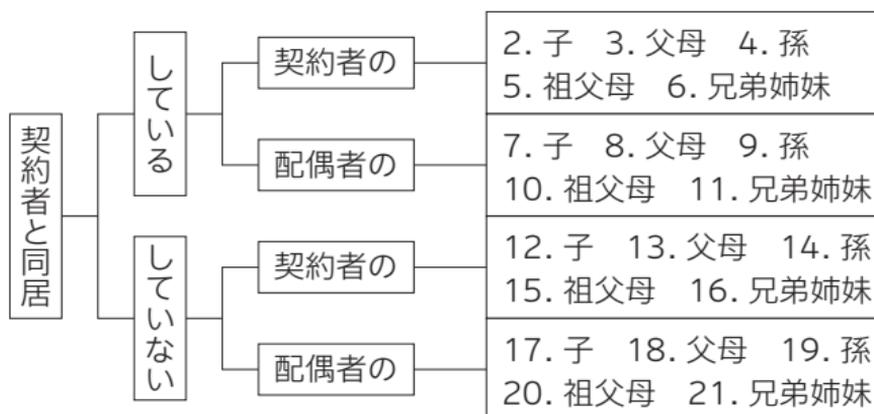 契約者と同居
している
契約者の
2. 子 3. 父母 4. 孫
5. 祖父母 6. 兄弟姉妹
配偶者の
7. 子 8. 父母 9. 孫
10. 祖父母 11. 兄弟姉妹
していない
契約者の
12. 子 13. 父母 14. 孫
15. 祖父母 16. 兄弟姉妹
配偶者の
17. 子 18. 父母 19. 孫
20. 祖父母 21. 兄弟姉妹